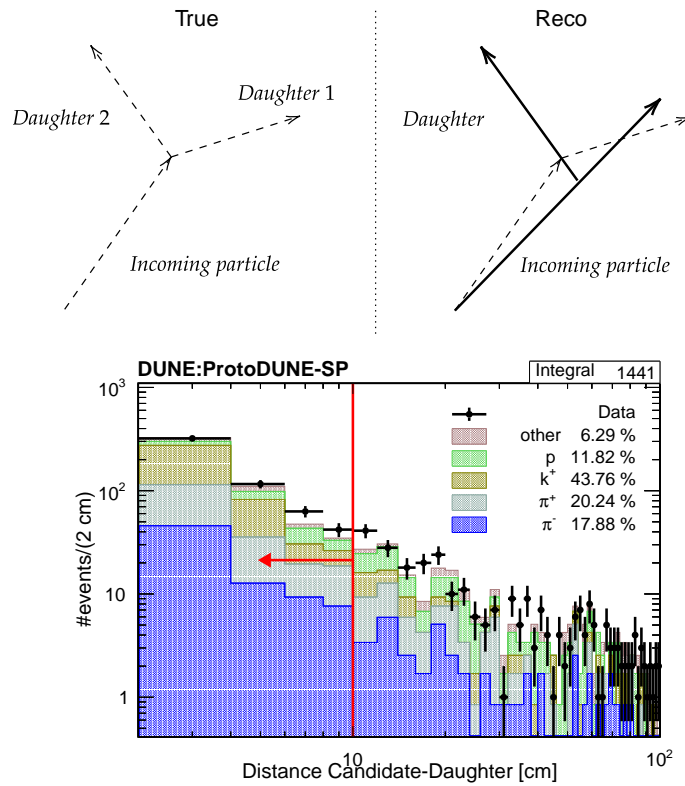 True Reco
Daughter 1
Daughter 2
Incoming particle
Daughter
Incoming particle
DUNE:ProtoDUNE-SP
Integral 1441
Data
other 6.29 %
p 11.82 %
k⁺ 43.76 %
π⁺ 20.24 %
π⁻ 17.88 %
#events/(2 cm)
10³
10²
10
1
10 10²
Distance Candidate-Daughter [cm]